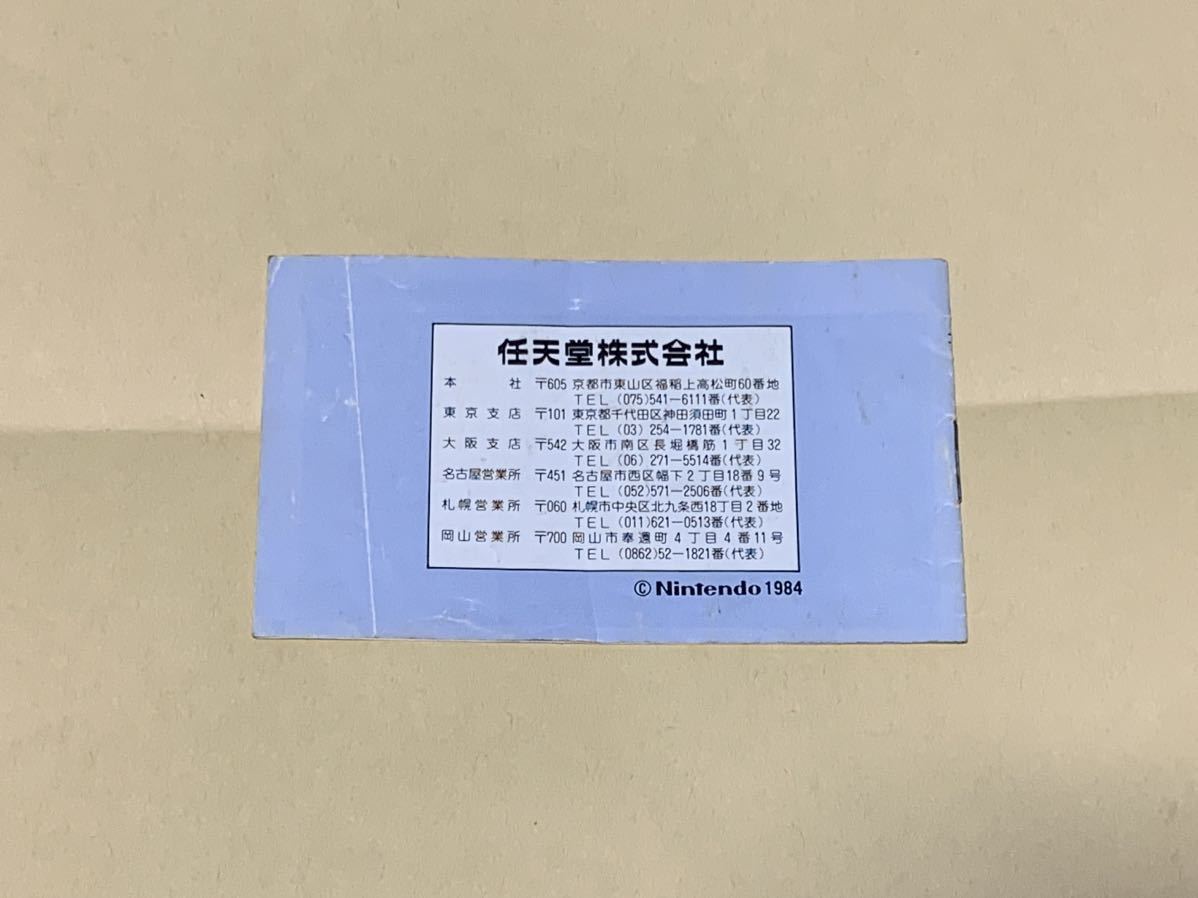 任天堂株式会社
本社 〒605 京都市東山区福稲上高松町60番地
TEL (075)541-6111番(代表)
東京支店 〒101 東京都千代田区神田須田町1丁目22
TEL (03) 254-1781番(代表)
大阪支店 〒542 大阪市南区長堀橋筋1丁目32
TEL (06) 271-5514番(代表)
名古屋営業所 〒451 名古屋市西区幅下2丁目18番9号
TEL (052)571-2506番(代表)
札幌営業所 〒060 札幌市中央区北九条西18丁目2番地
TEL (011)621-0513番(代表)
岡山営業所 〒700 岡山市奉還町4丁目4番11号
TEL (0862)52-1821番(代表)
© Nintendo 1984